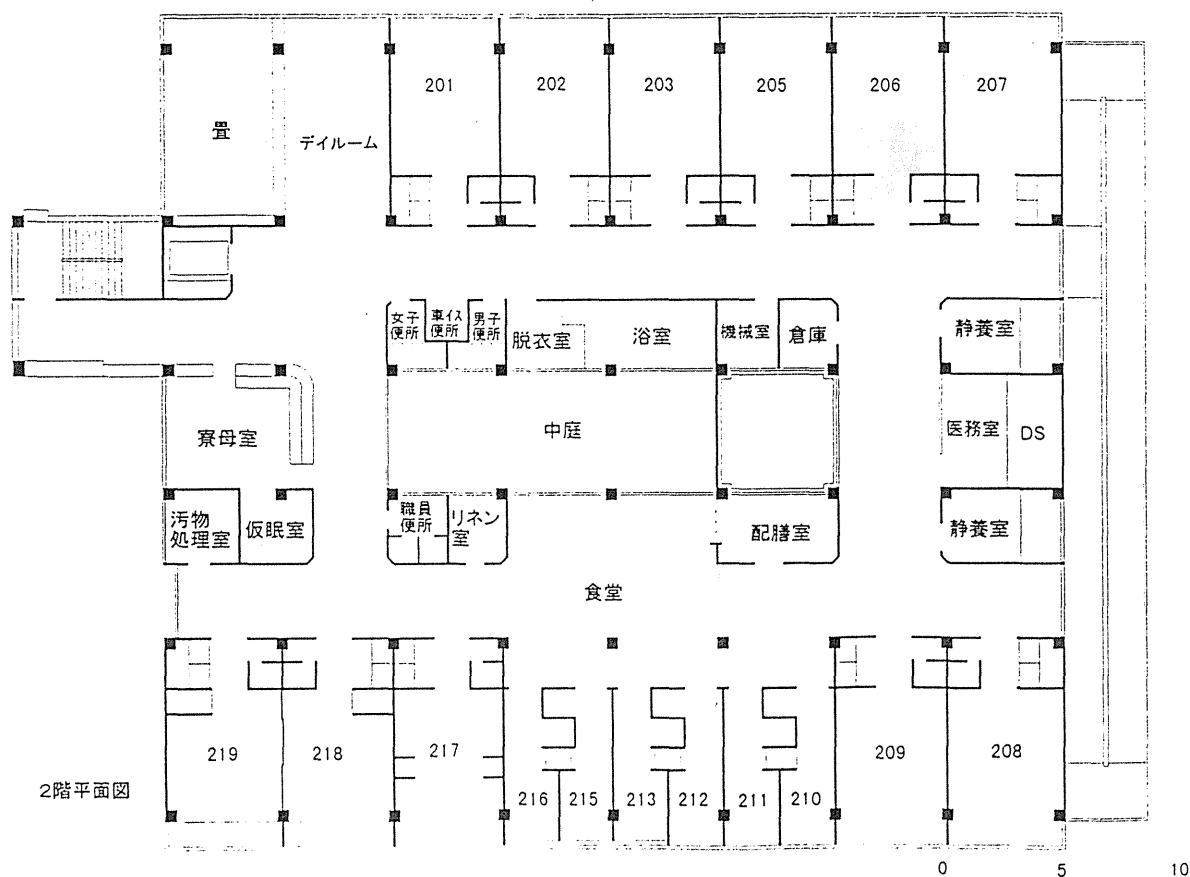 201
202
203
205
206
207
畳
デイルーム
女子
便所
車イス
便所
男子
便所
脱衣室
浴室
機械室
倉庫
静養室
寮母室
中庭
医務室
DS
汚物
処理室
仮眠室
職員
便所
リネン
室
配膳室
静養室
食堂
219
218
217
216
215
213
212
211
210
209
208
2階平面図
0 5 10